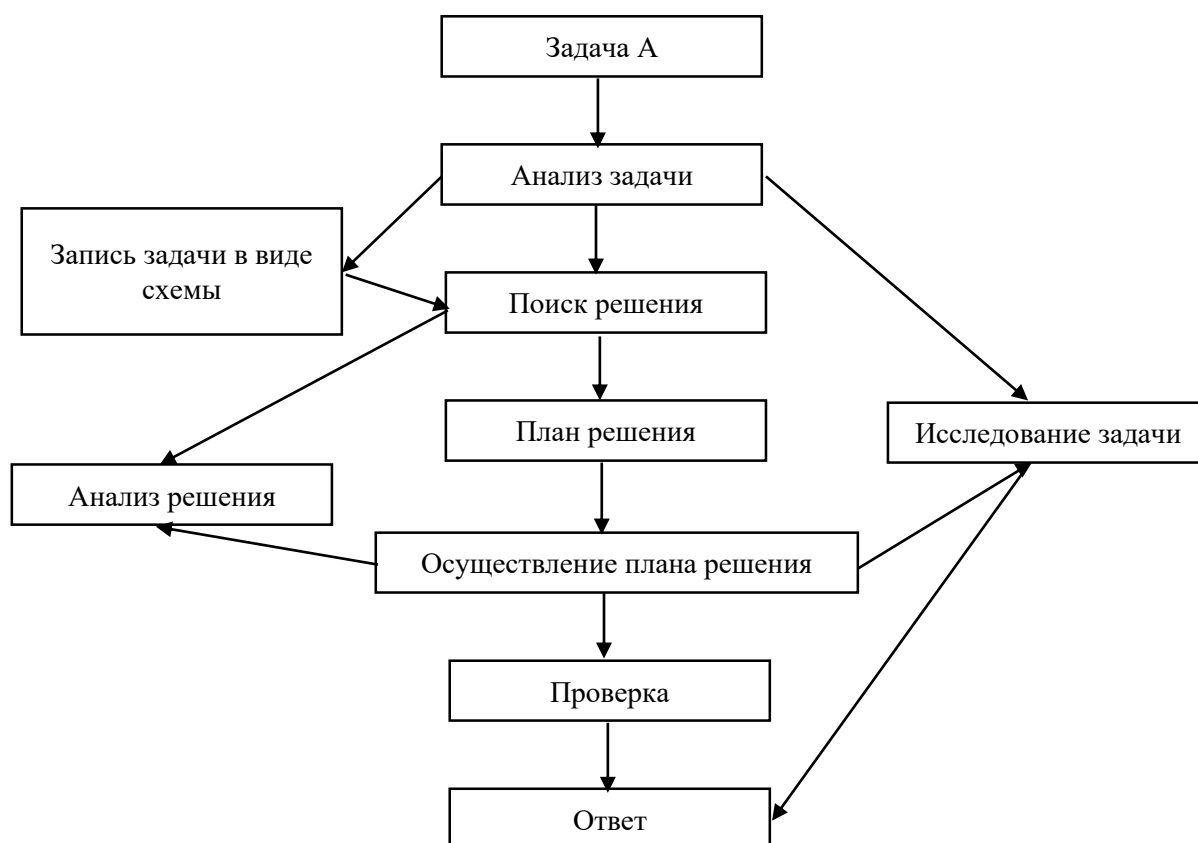 Задача А
Анализ задачи
Запись задачи в виде
схемы
Поиск решения
План решения
Исследование задачи
Анализ решения
Осуществление плана решения
Проверка
Ответ